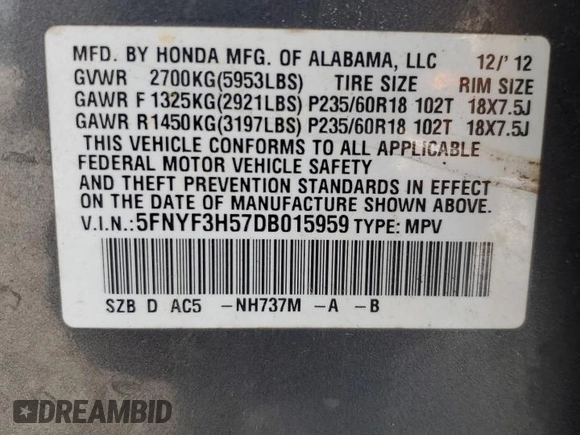 MFD. BY HONDA MFG. OF ALABAMA, LLC 12/'12
GVWR 2700KG(5953LBS) TIRE SIZE RIM SIZE
GAWR F 1325KG(2921LBS) P235/60R18 102T 18X7.5J
GAWR R 1450KG(3197LBS) P235/60R18 102T 18X7.5J
THIS VEHICLE CONFORMS TO ALL APPLICABLE
FEDERAL MOTOR VEHICLE SAFETY
AND THEFT PREVENTION STANDARDS IN EFFECT
ON THE DATE OF MANUFACTURE SHOWN ABOVE.
V.I.N.:5FNYF3H57DB015959 TYPE: MPV
SZB D AC5 -NH737M -A -B
DREAMBID